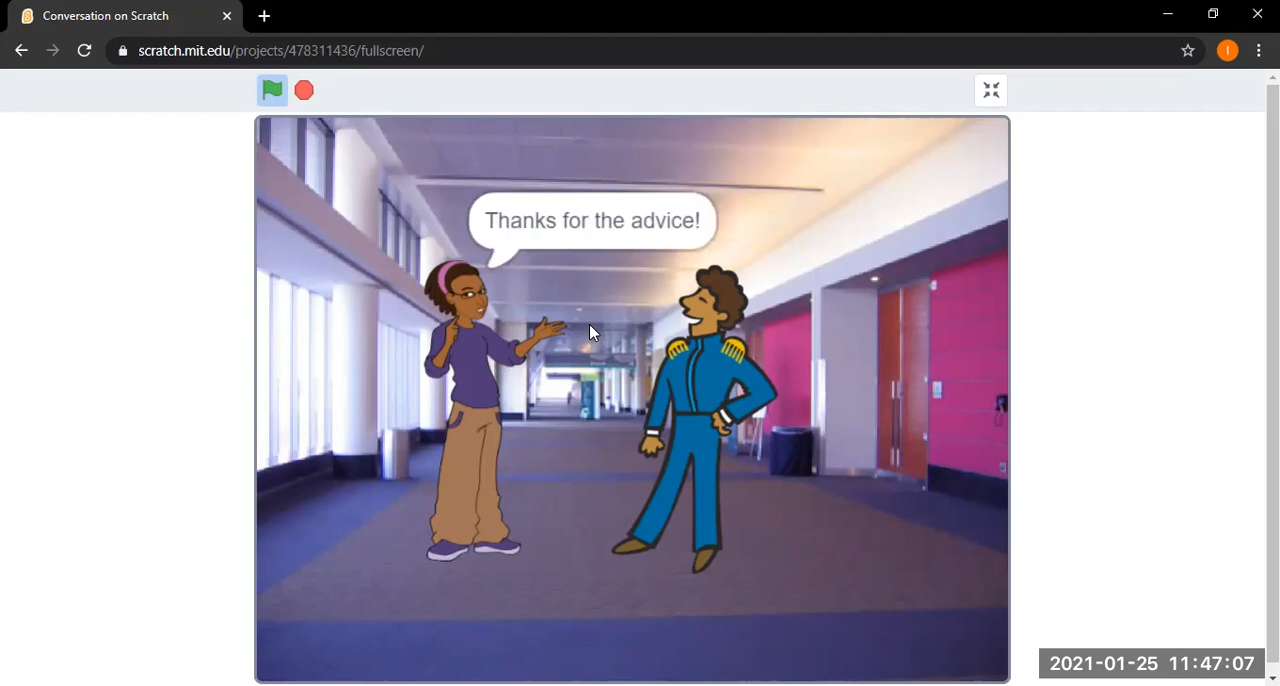 Conversation on Scratch
scratch.mit.edu/projects/478311436/fullscreen/
I
Thanks for the advice!
2021-01-25 11:47:07